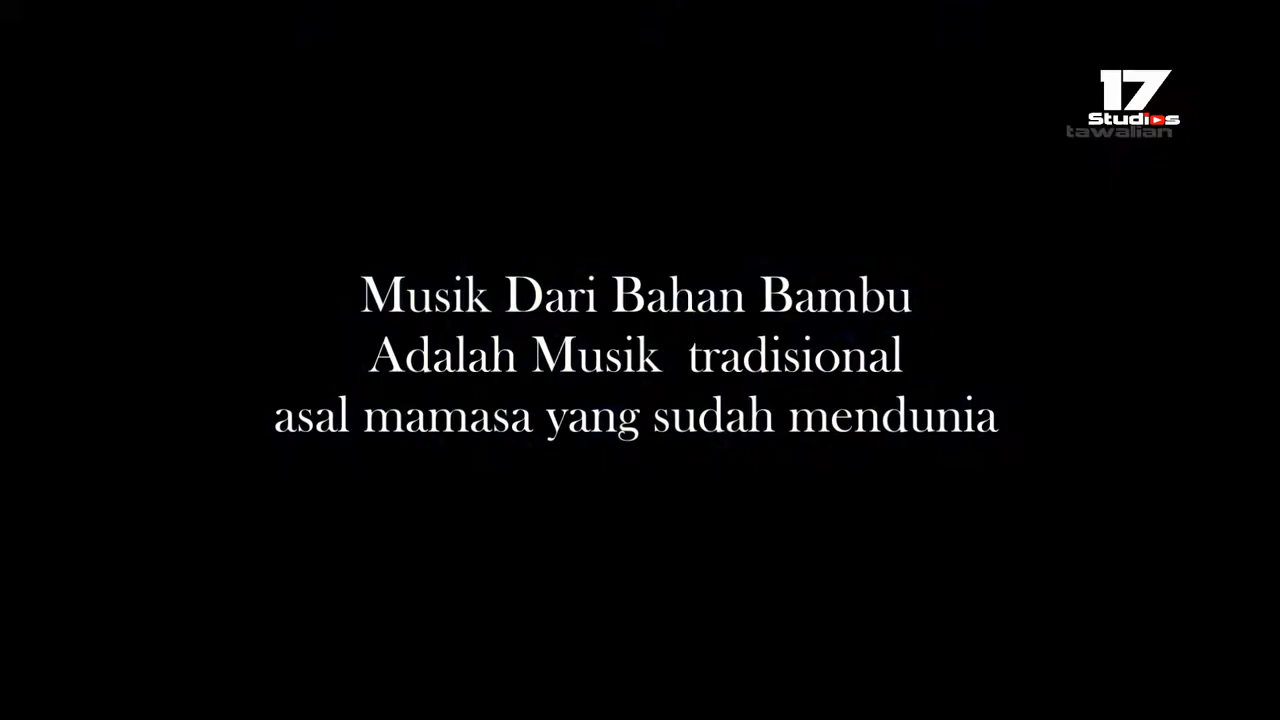 17
Studios
tawalian
Musik Dari Bahan Bambu
Adalah Musik  tradisional
asal mamasa yang sudah mendunia